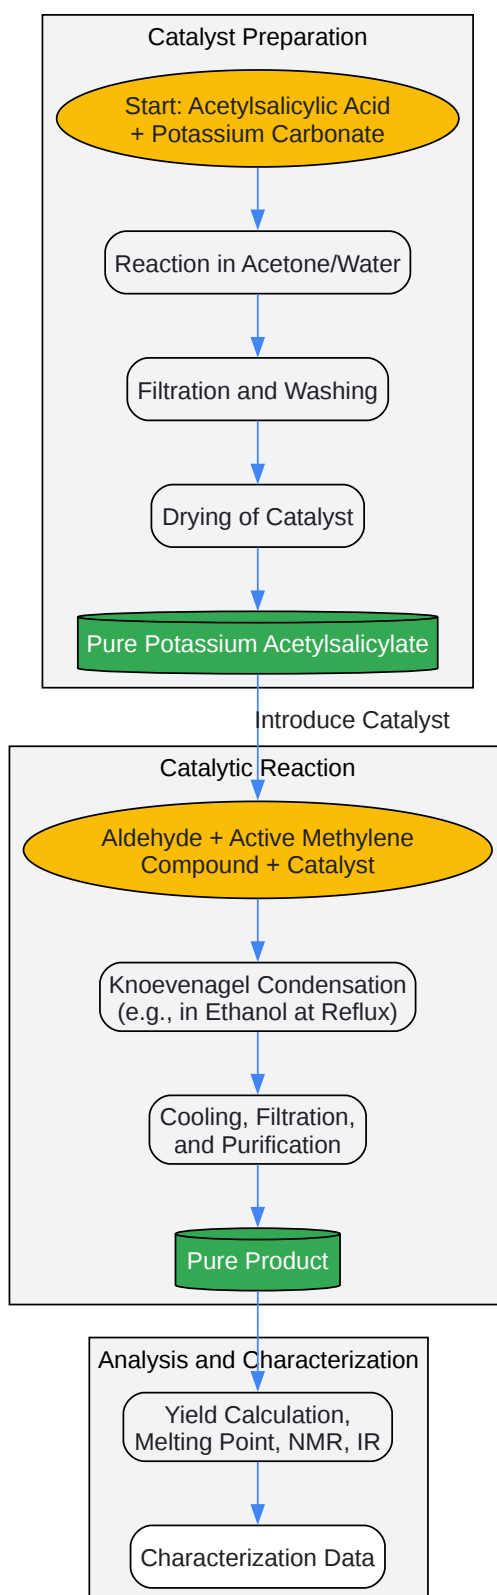 Catalyst Preparation
Start: Acetylsalicylic Acid
+ Potassium Carbonate
Reaction in Acetone/Water
Filtration and Washing
Drying of Catalyst
Pure Potassium Acetylsalicylate
Introduce Catalyst
Catalytic Reaction
Aldehyde + Active Methylene
Compound + Catalyst
Knoevenagel Condensation
(e.g., in Ethanol at Reflux)
Cooling, Filtration,
and Purification
Pure Product
Analysis and Characterization
Yield Calculation,
Melting Point, NMR, IR
Characterization Data